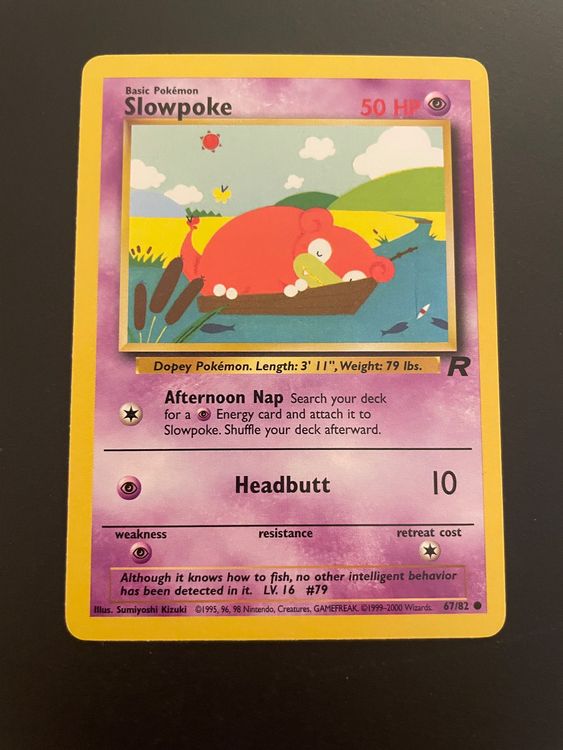 Basic Pokémon
Slowpoke
50 HP
Dopey Pokémon. Length: 3' 11", Weight: 79 lbs.
R
Afternoon Nap Search your deck
for a Energy card and attach it to
Slowpoke. Shuffle your deck afterward.
Headbutt 10
weakness resistance retreat cost
Although it knows how to fish, no other intelligent behavior
has been detected in it. LV. 16 #79
Illus. Sumiyoshi Kizuki ©1995, 96, 98 Nintendo, Creatures, GAMEFREAK. ©1999-2000 Wizards. 67/82